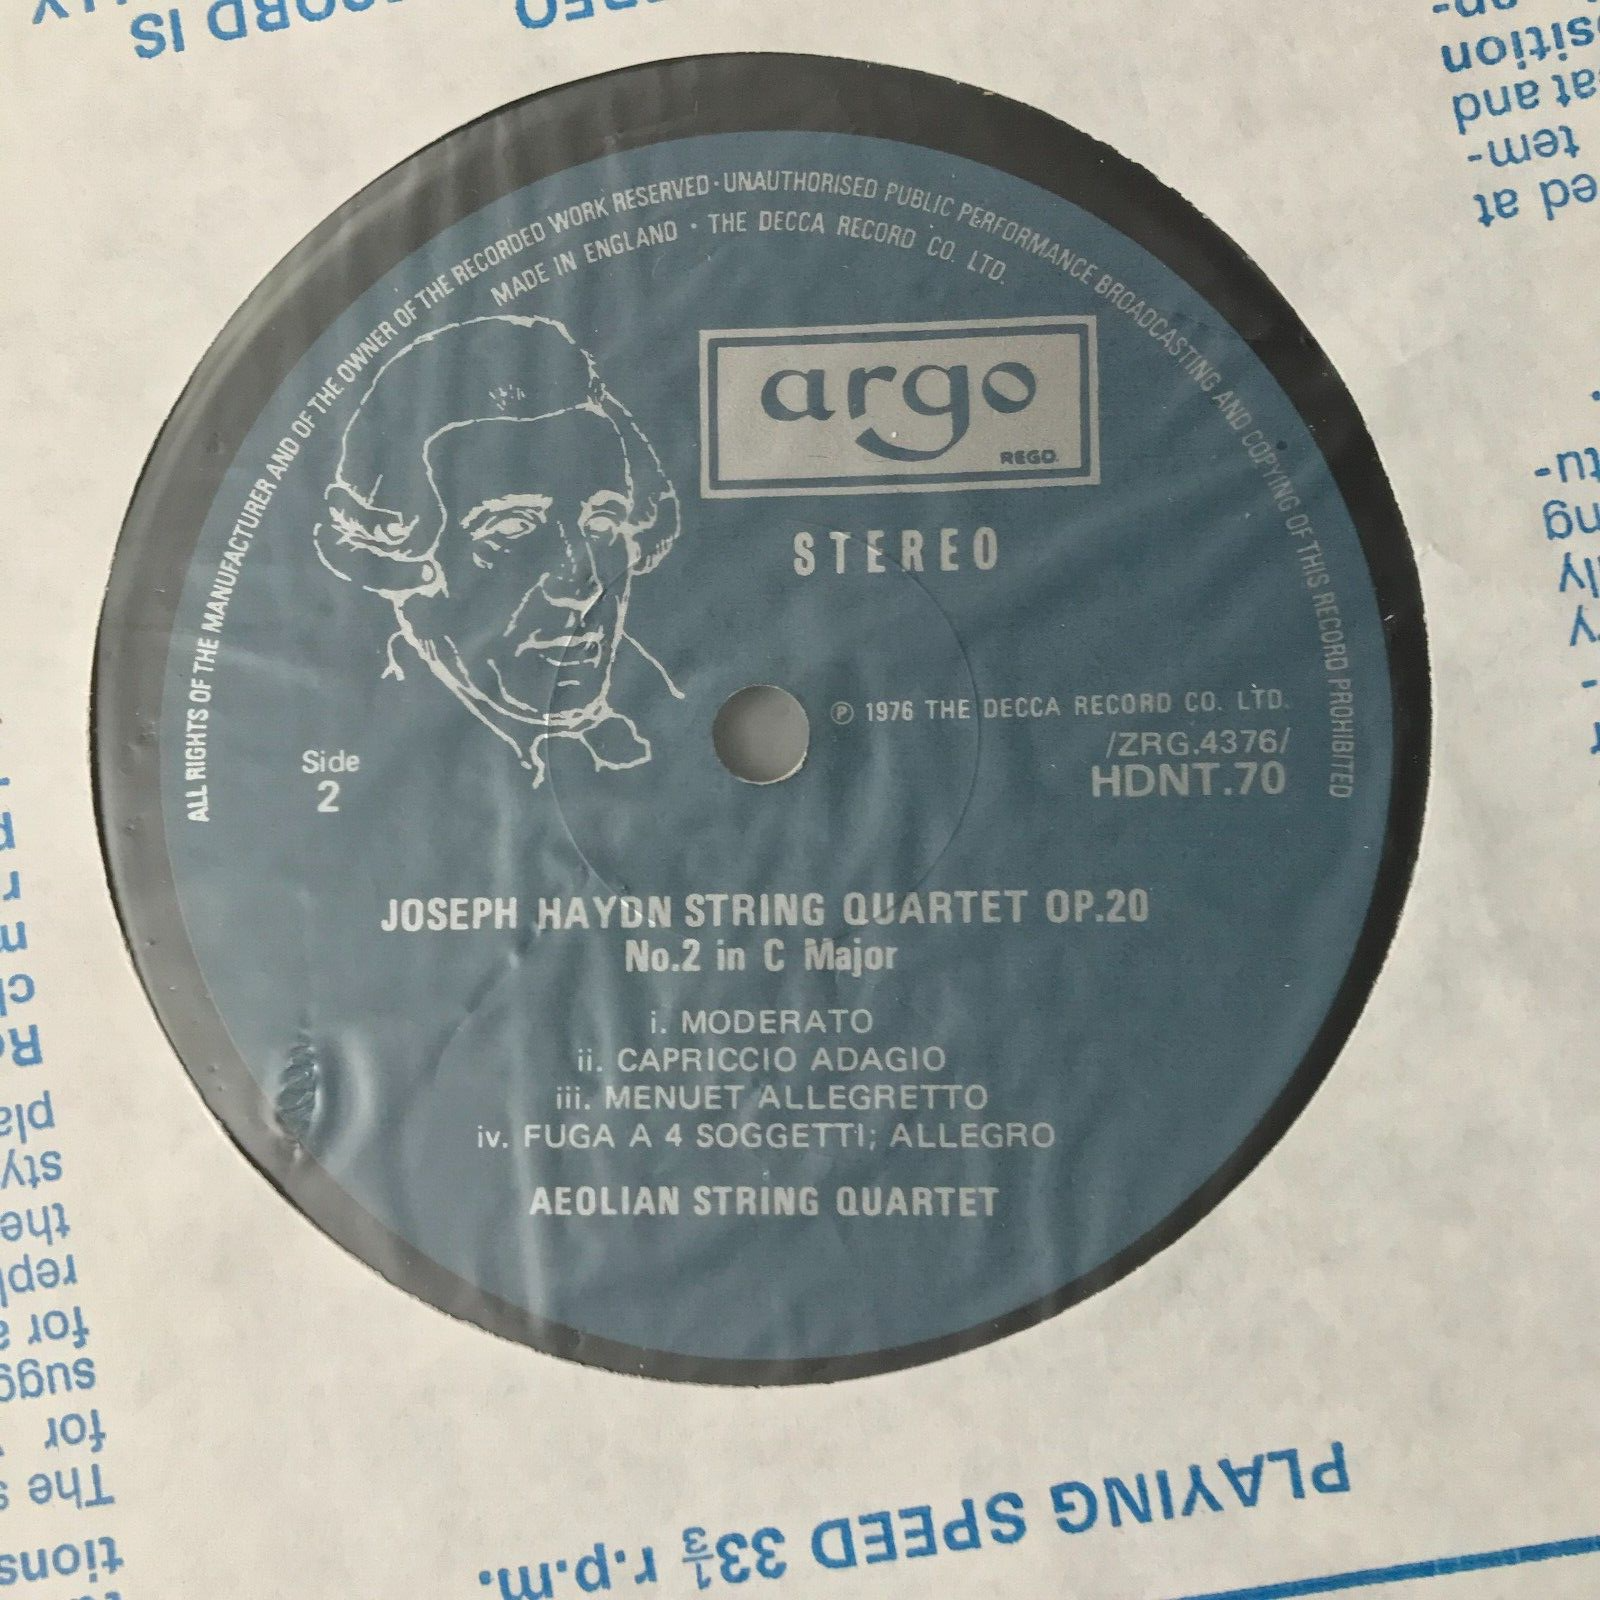 ORD IS
ALL RIGHTS OF THE MANUFACTURER AND OF THE OWNER OF THE RECORDED WORK RESERVED · UNAUTHORISED PUBLIC PERFORMANCE BROADCASTING AND COPYING OF THIS RECORD PROHIBITED
MADE IN ENGLAND · THE DECCA RECORD CO. LTD.
argo
REGD.
STEREO
℗ 1976 THE DECCA RECORD CO. LTD.
/ZRG.4376/
HDNT.70
Side
2
JOSEPH HAYDN STRING QUARTET OP.20
No.2 in C Major
i. MODERATO
ii. CAPRICCIO ADAGIO
iii. MENUET ALLEGRETTO
iv. FUGA A 4 SOGGETTI; ALLEGRO
AEOLIAN STRING QUARTET
PLAYING SPEED 33⅓ r.p.m.
sition
at and
tem-
ed at
tions
The s
for
sugg
for a
repl
the
sty
pla